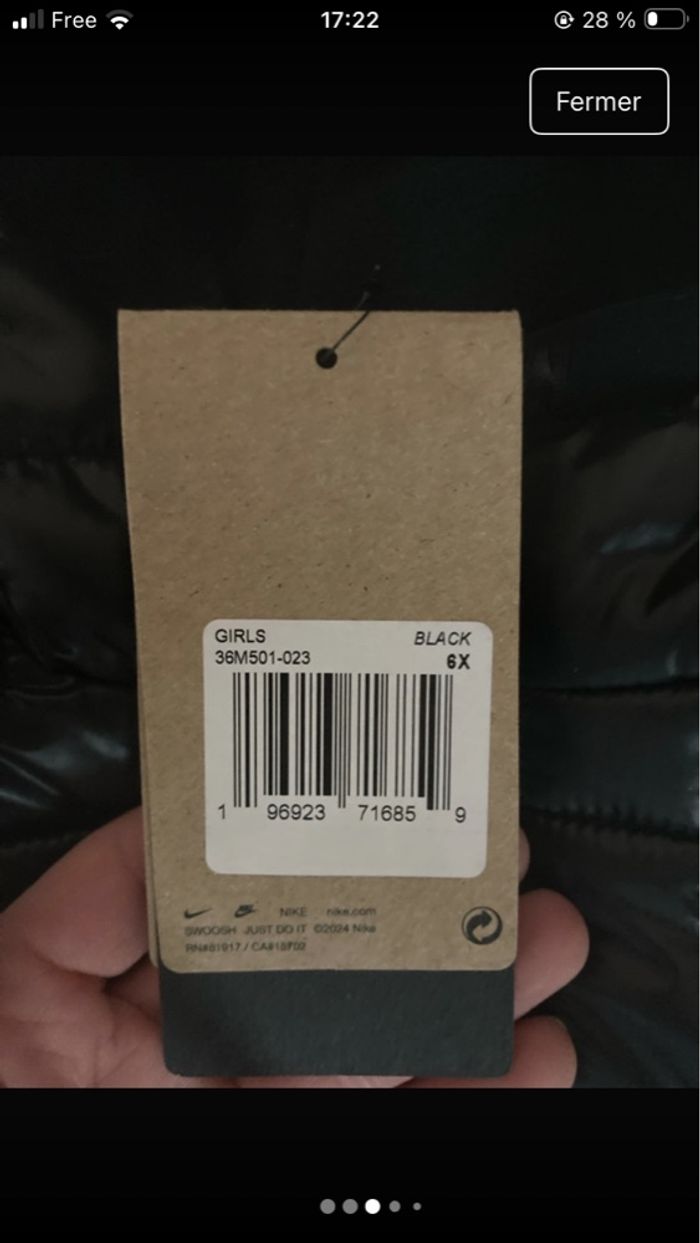 Free 17:22 28 %
Fermer
GIRLS BLACK
36M501-023 6X
1 96923 71685 9
NIKE nike.com
SWOOSH JUST DO IT ©2024 Nike